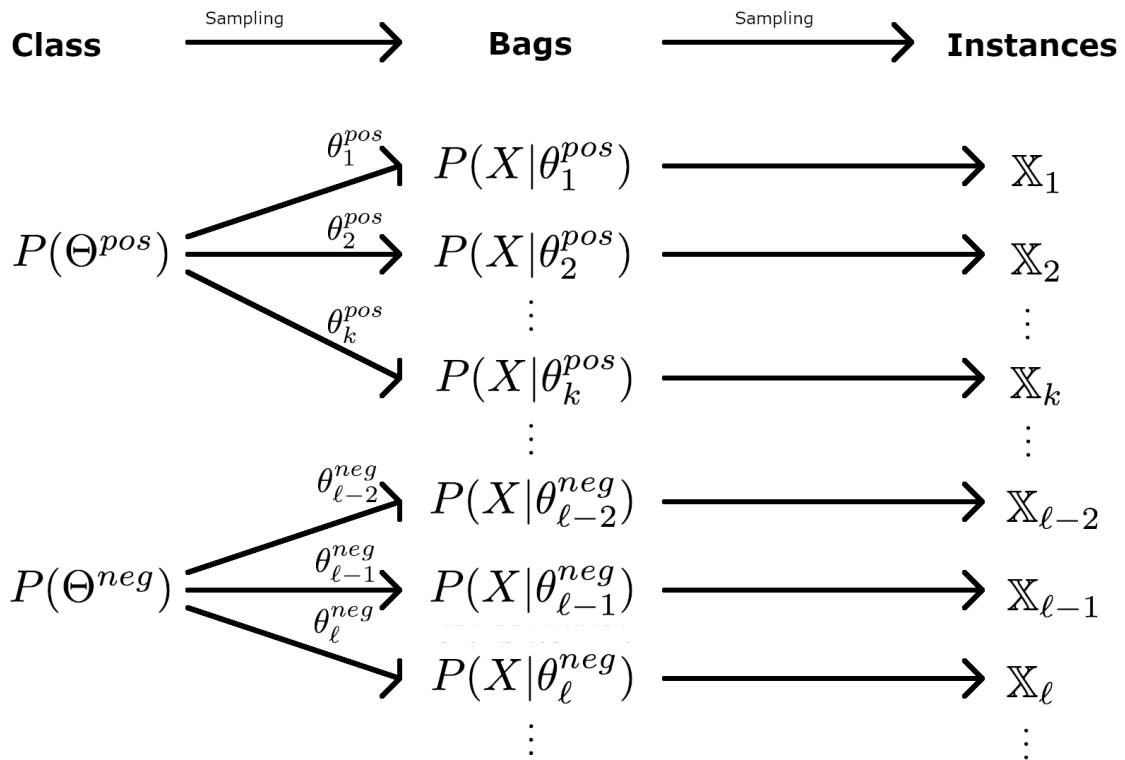 Sampling Sampling
Class Bags Instances
θ_1^{pos} P(X|θ_1^{pos}) 𝕏_1
P(Θ^{pos}) θ_2^{pos} P(X|θ_2^{pos}) 𝕏_2
⋮ ⋮
θ_k^{pos} P(X|θ_k^{pos}) 𝕏_k
⋮ ⋮
θ_{ℓ−2}^{neg} P(X|θ_{ℓ−2}^{neg}) 𝕏_{ℓ−2}
P(Θ^{neg}) θ_{ℓ−1}^{neg} P(X|θ_{ℓ−1}^{neg}) 𝕏_{ℓ−1}
θ_ℓ^{neg} P(X|θ_ℓ^{neg}) 𝕏_ℓ
⋮ ⋮